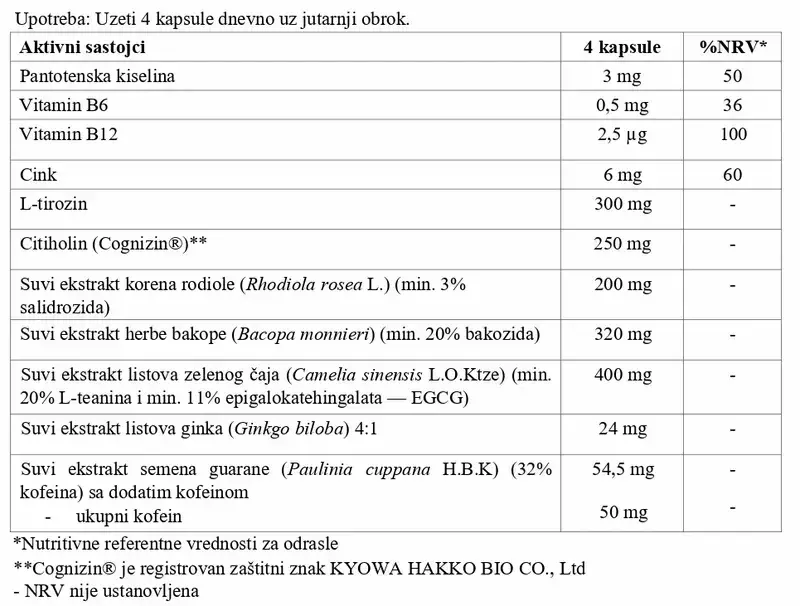 Upotreba: Uzeti 4 kapsule dnevno uz jutarnji obrok.
Aktivni sastojci 4 kapsule %NRV*
Pantotenska kiselina 3 mg 50
Vitamin B6 0,5 mg 36
Vitamin B12 2,5 µg 100
Cink 6 mg 60
L-tirozin 300 mg -
Citiholin (Cognizin®)** 250 mg -
Suvi ekstrakt korena rodiole (Rhodiola rosea L.) (min. 3% 200 mg -
salidrozida)
Suvi ekstrakt herbe bakope (Bacopa monnieri) (min. 20% bakozida) 320 mg -
Suvi ekstrakt listova zelenog čaja (Camelia sinensis L.O.Ktze) (min. 400 mg -
20% L-teanina i min. 11% epigalokatehingalata — EGCG)
Suvi ekstrakt listova ginka (Ginkgo biloba) 4:1 24 mg -
Suvi ekstrakt semena guarane (Paulinia cuppana H.B.K) (32% 54,5 mg -
kofeina) sa dodatim kofeinom
- ukupni kofein 50 mg -
*Nutritivne referentne vrednosti za odrasle
**Cognizin® je registrovan zaštitni znak KYOWA HAKKO BIO CO., Ltd
- NRV nije ustanovljena